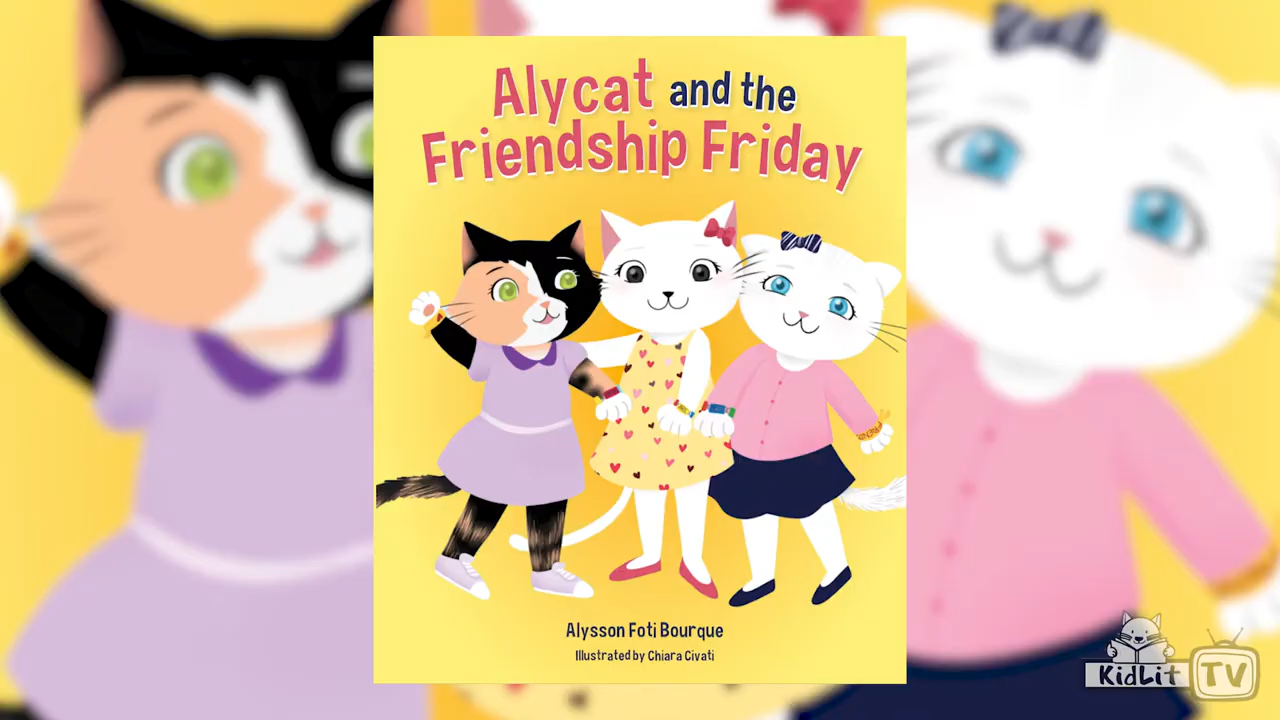 Alycat and the
Friendship Friday
Alysson Foti Bourque
Illustrated by Chiara Civati
KidLit TV